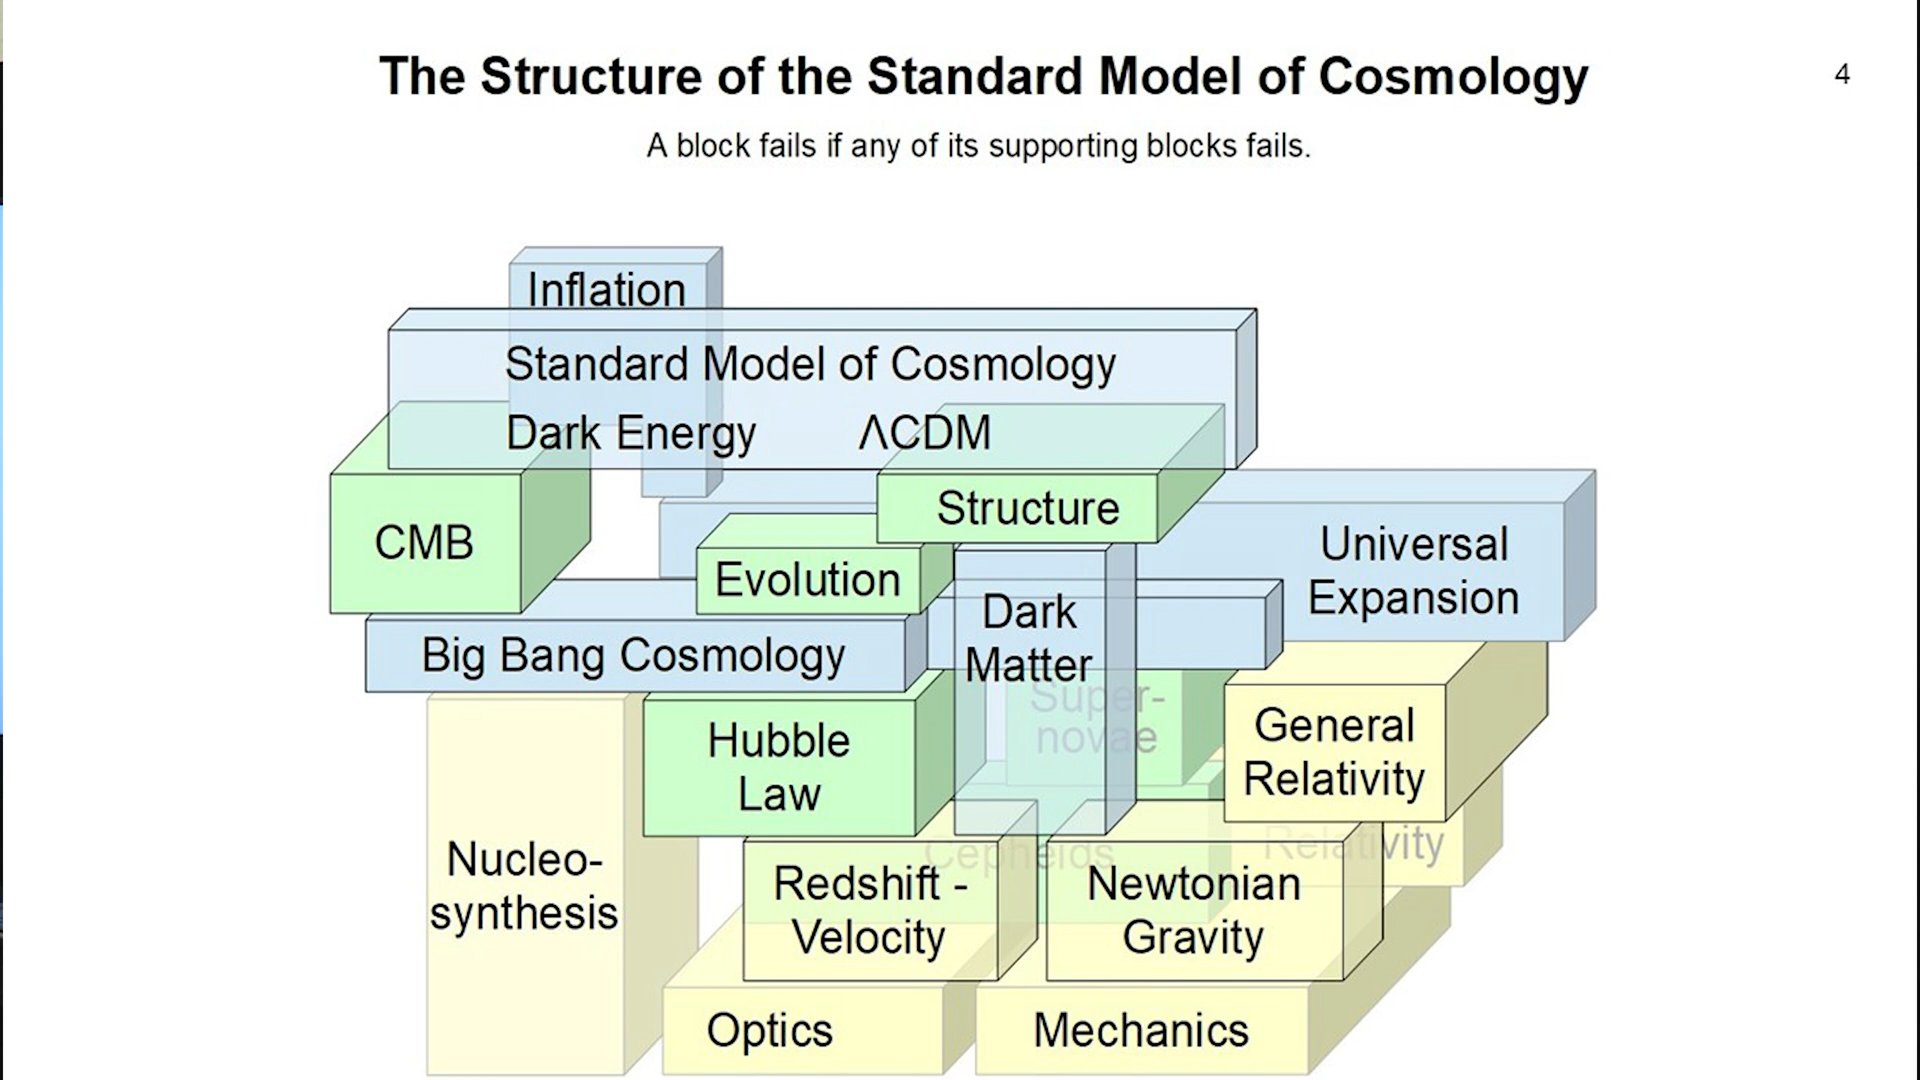 The Structure of the Standard Model of Cosmology
4
A block fails if any of its supporting blocks fails.
Inflation
Standard Model of Cosmology
Dark Energy
ΛCDM
CMB
Structure
Universal
Expansion
Evolution
Dark
Matter
Big Bang Cosmology
Super-
novae
Hubble
Law
General
Relativity
Nucleo-
synthesis
Cepheids
Relativity
Redshift -
Velocity
Newtonian
Gravity
Optics
Mechanics